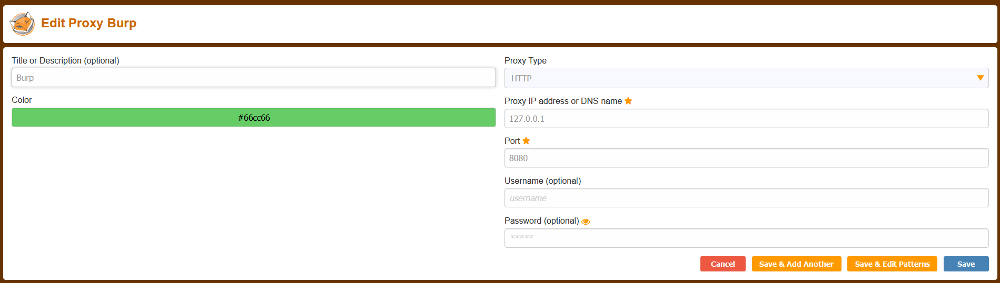 Edit Proxy Burp
Title or Description (optional)
Burp
Color
#66cc66
Proxy Type
HTTP
Proxy IP address or DNS name
127.0.0.1
Port
8080
Username (optional)
username
Password (optional)
*****
Cancel
Save & Add Another
Save & Edit Patterns
Save